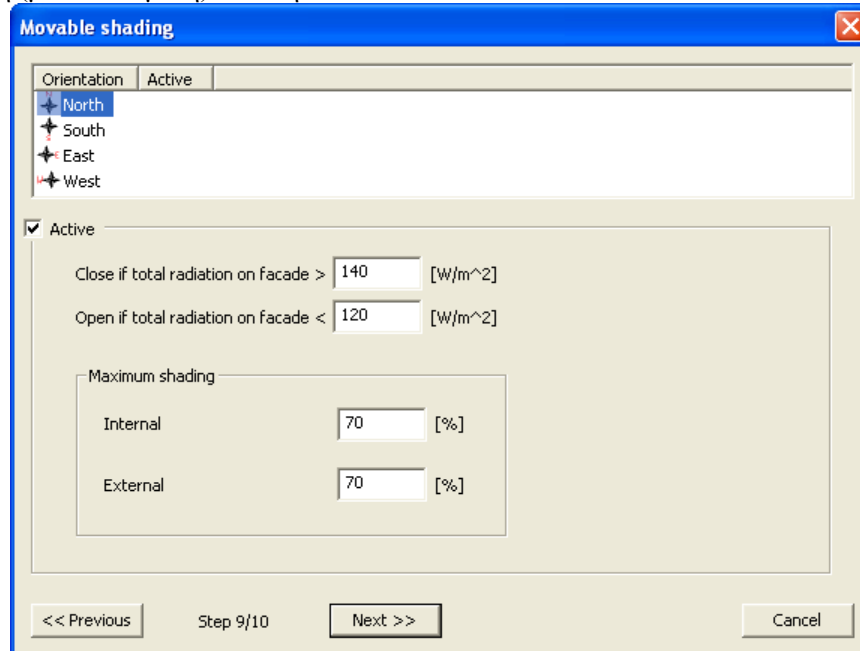 Movable shading
Orientation Active
North
South
East
West
Active
Close if total radiation on facade > 140 [W/m^2]
Open if total radiation on facade < 120 [W/m^2]
Maximum shading
Internal 70 [%]
External 70 [%]
<< Previous Step 9/10 Next >> Cancel